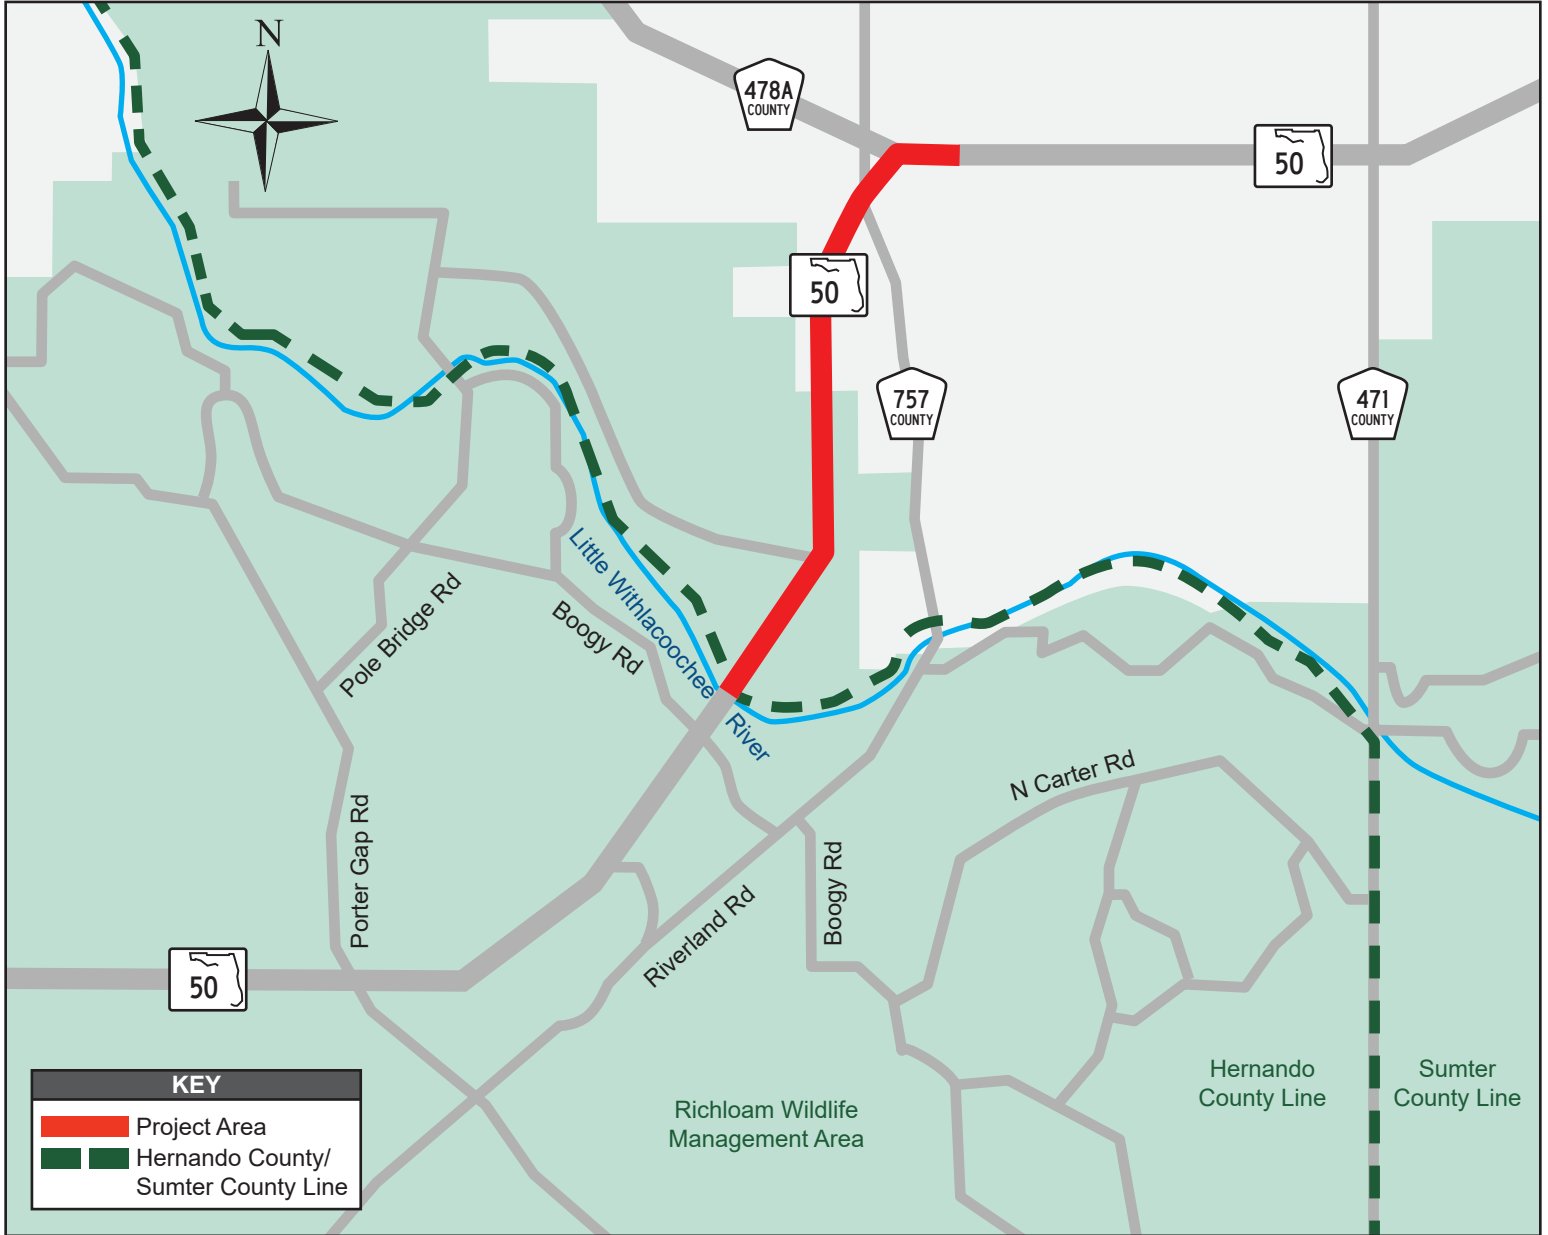 N
478A
COUNTY
50
50
757
COUNTY
471
COUNTY
Little Withlacoochee
River
Pole Bridge Rd
Boogy Rd
N Carter Rd
Porter Gap Rd
Boogy Rd
Riverland Rd
50
Hernando
County Line
Sumter
County Line
Richloam Wildlife
Management Area
KEY
Project Area
Hernando County/
Sumter County Line